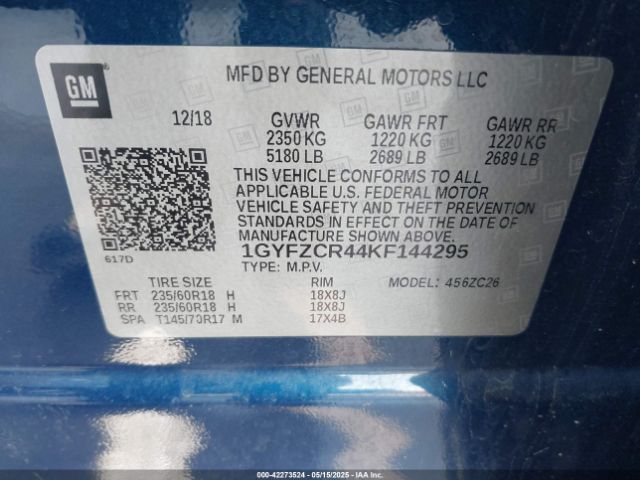 GM
MFD BY GENERAL MOTORS LLC
12/18 GVWR GAWR FRT GAWR RR
2350 KG 1220 KG 1220 KG
5180 LB 2689 LB 2689 LB
THIS VEHICLE CONFORMS TO ALL
APPLICABLE U.S. FEDERAL MOTOR
VEHICLE SAFETY AND THEFT PREVENTION
STANDARDS IN EFFECT ON THE DATE OF
MANUFACTURE SHOWN ABOVE.
1GYFZCR44KF144295
617D
TYPE: M.P.V.
TIRE SIZE RIM MODEL: 456ZC26
FRT 235/60R18 H 18X8J
RR 235/60R18 H 18X8J
SPA T145/70R17 M 17X4B
000-42273524 - 05/15/2025 - IAAI.COM